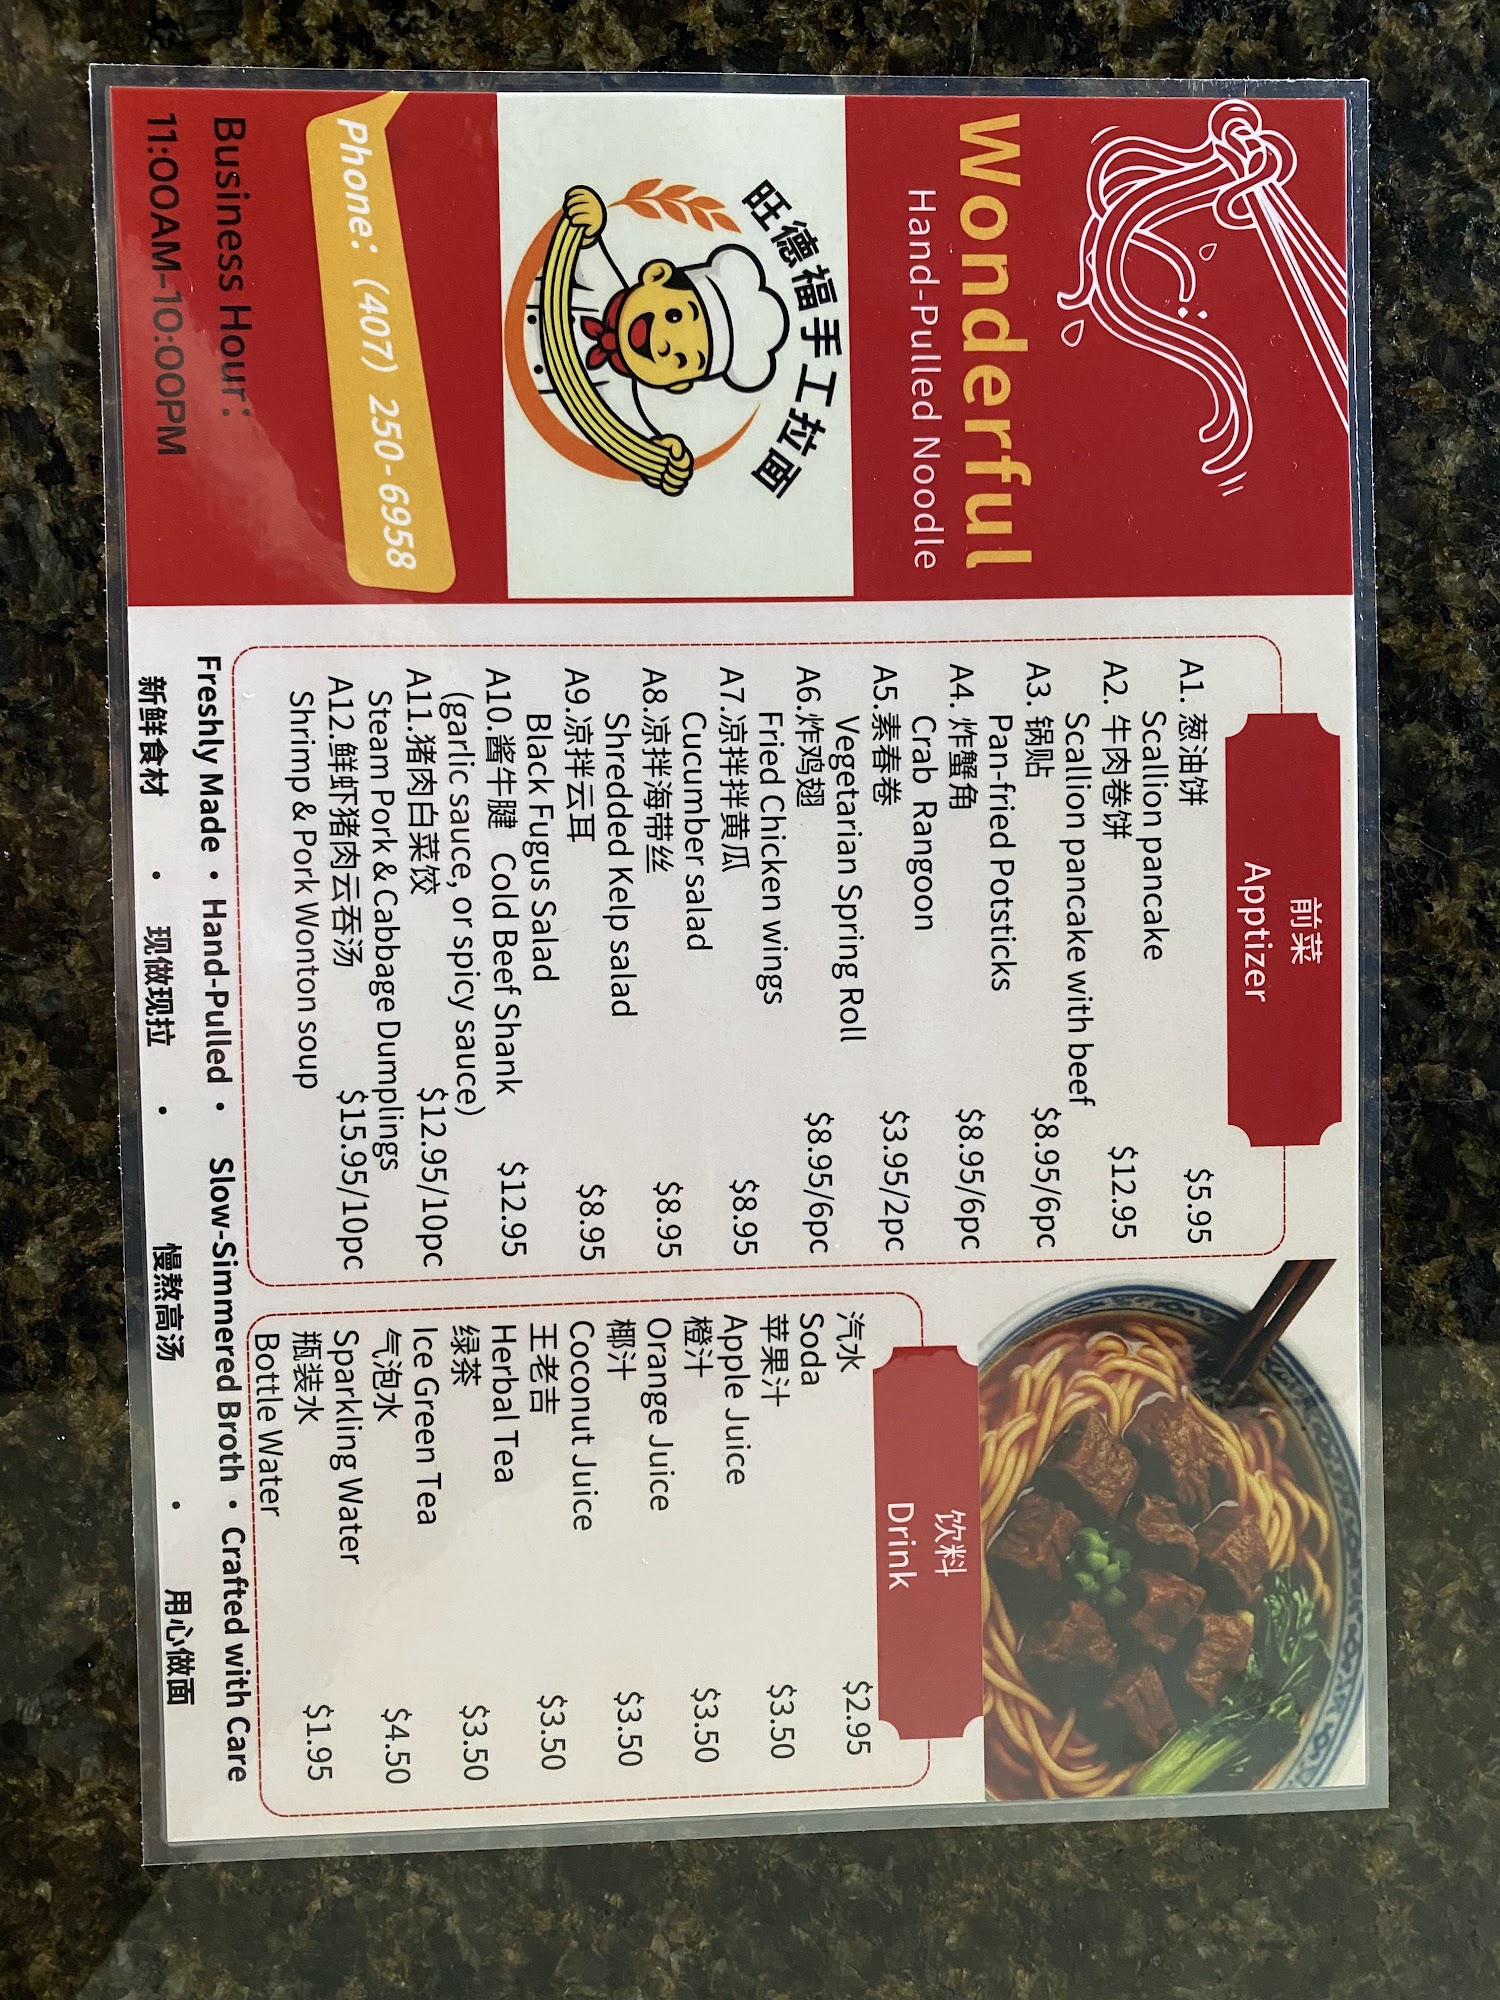 Wonderful
Hand-Pulled Noodle
旺德福手工拉面
Phone: (407) 250-6958
Business Hour:
11:00AM-10:00PM
前菜
Apptizer
A1. 葱油饼 $5.95
Scallion pancake
A2. 牛肉卷饼 $12.95
Scallion pancake with beef
A3. 锅贴 $8.95/6pc
Pan-fried Potsticks
A4. 炸蟹角 $8.95/6pc
Crab Rangoon
A5.素春卷 $3.95/2pc
Vegetarian Spring Roll
A6.炸鸡翅 $8.95/6pc
Fried Chicken wings
A7.凉拌拌黄瓜 $8.95
Cucumber salad
A8.凉拌海带丝 $8.95
Shredded Kelp salad
A9.凉拌云耳 $8.95
Black Fugus Salad
A10.酱牛腱 Cold Beef Shank $12.95
(garlic sauce, or spicy sauce)
A11.猪肉白菜饺 $12.95/10pc
Steam Pork & Cabbage Dumplings
A12.鲜虾猪肉云吞汤 $15.95/10pc
Shrimp & Pork Wonton soup
饮料
Drink
汽水 $2.95
Soda
苹果汁 $3.50
Apple Juice
橙汁 $3.50
Orange Juice
椰汁 $3.50
Coconut Juice
王老吉 $3.50
Herbal Tea
绿茶 $3.50
Ice Green Tea
气泡水 $4.50
Sparkling Water
瓶装水 $1.95
Bottle Water
Freshly Made • Hand-Pulled • Slow-Simmered Broth • Crafted with Care
新鲜食材 • 现做现拉 • 慢熬高汤 • 用心做面